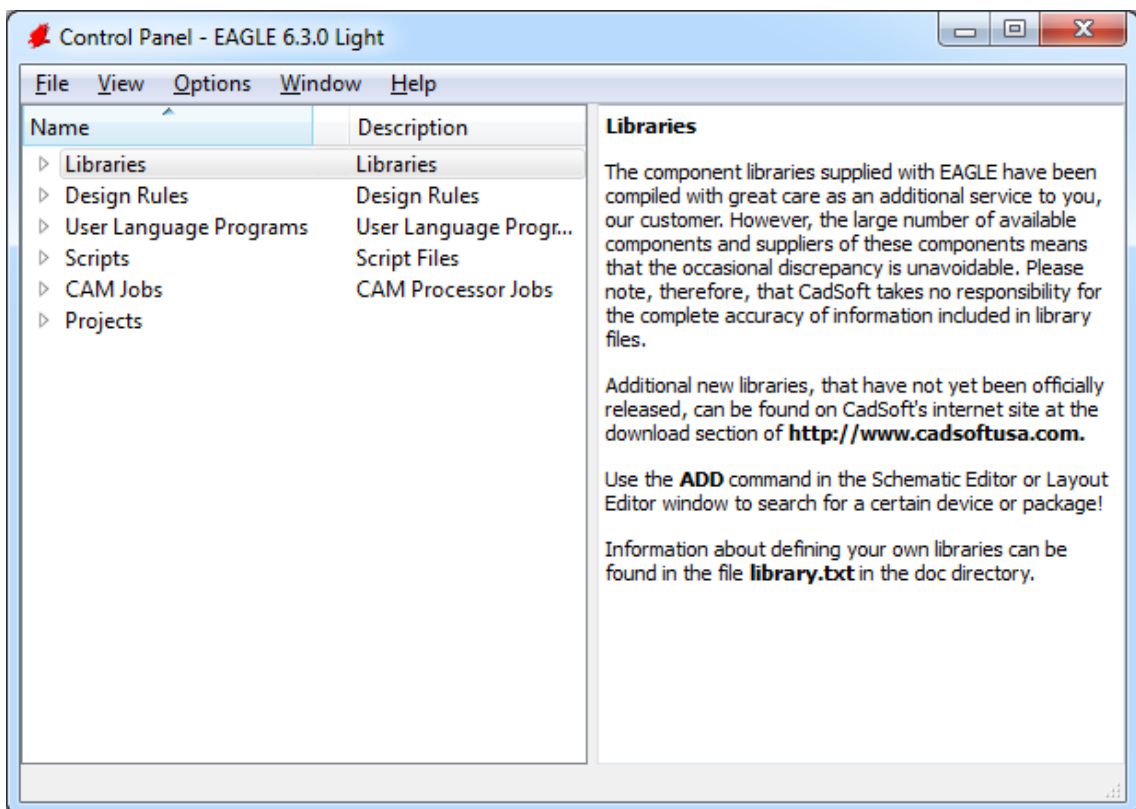 Control Panel - EAGLE 6.3.0 Light
File View Options Window Help
Name Description
Libraries Libraries
Design Rules Design Rules
User Language Programs User Language Progr...
Scripts Script Files
CAM Jobs CAM Processor Jobs
Projects
Libraries
The component libraries supplied with EAGLE have been
compiled with great care as an additional service to you,
our customer. However, the large number of available
components and suppliers of these components means
that the occasional discrepancy is unavoidable. Please
note, therefore, that CadSoft takes no responsibility for
the complete accuracy of information included in library
files.
Additional new libraries, that have not yet been officially
released, can be found on CadSoft's internet site at the
download section of http://www.cadsoftusa.com.
Use the ADD command in the Schematic Editor or Layout
Editor window to search for a certain device or package!
Information about defining your own libraries can be
found in the file library.txt in the doc directory.